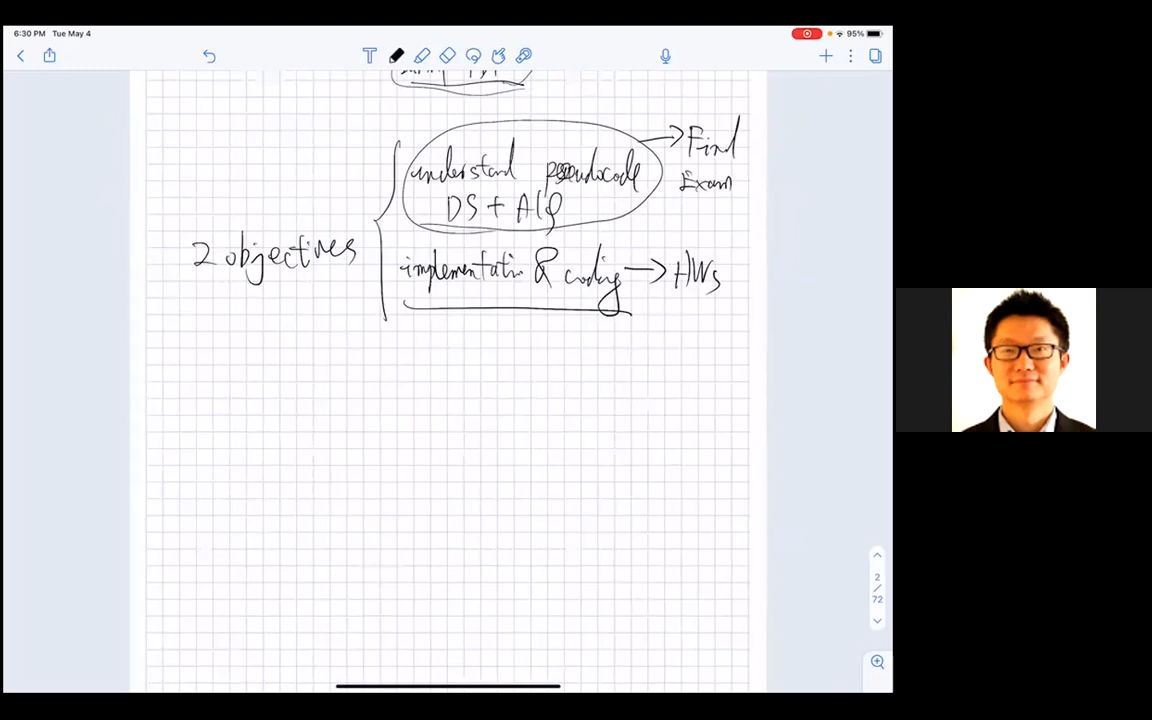 6:30 PM Tue May 4
95%
understand pseudocode
DS + Alg
Final
Exam
2 objectives
implementatin & coding → HWs
2
/
72